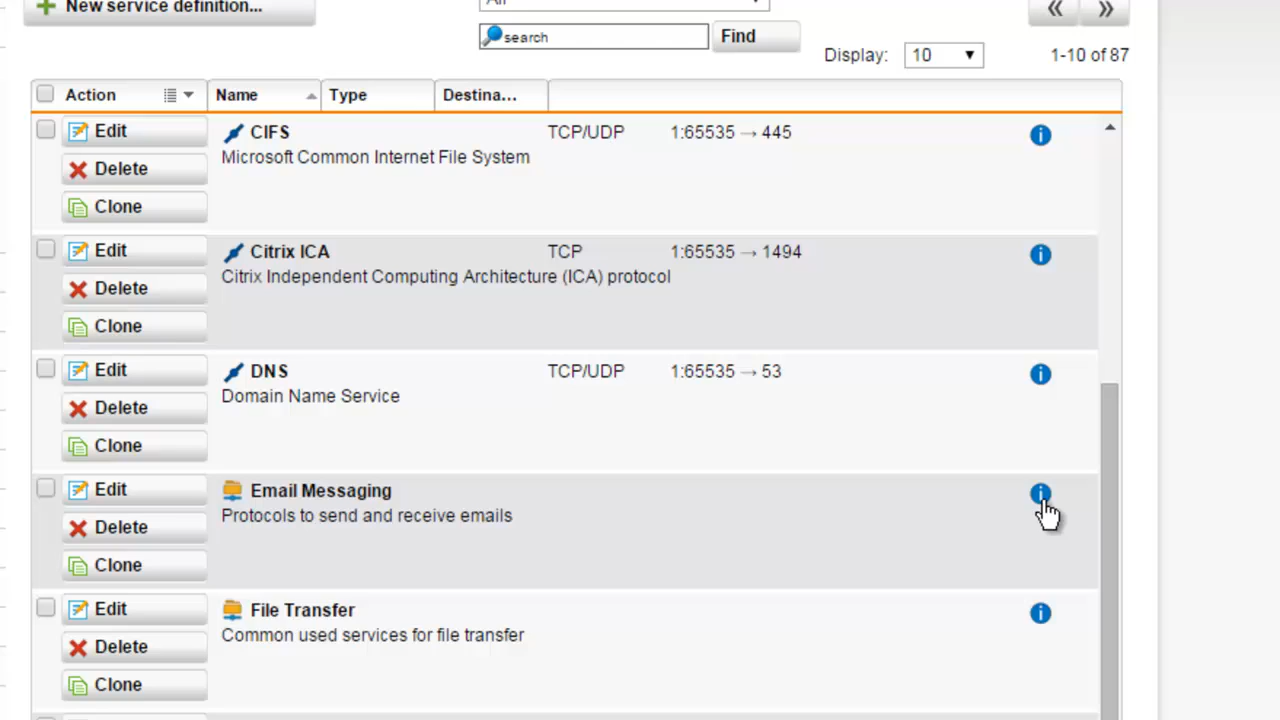 New service definition...
All
search
Find
Display: 10
1-10 of 87
Action Name Type Destina...
Edit CIFS TCP/UDP 1:65535 → 445
Microsoft Common Internet File System
Delete
Clone
Edit Citrix ICA TCP 1:65535 → 1494
Citrix Independent Computing Architecture (ICA) protocol
Delete
Clone
Edit DNS TCP/UDP 1:65535 → 53
Domain Name Service
Delete
Clone
Edit Email Messaging
Protocols to send and receive emails
Delete
Clone
Edit File Transfer
Common used services for file transfer
Delete
Clone